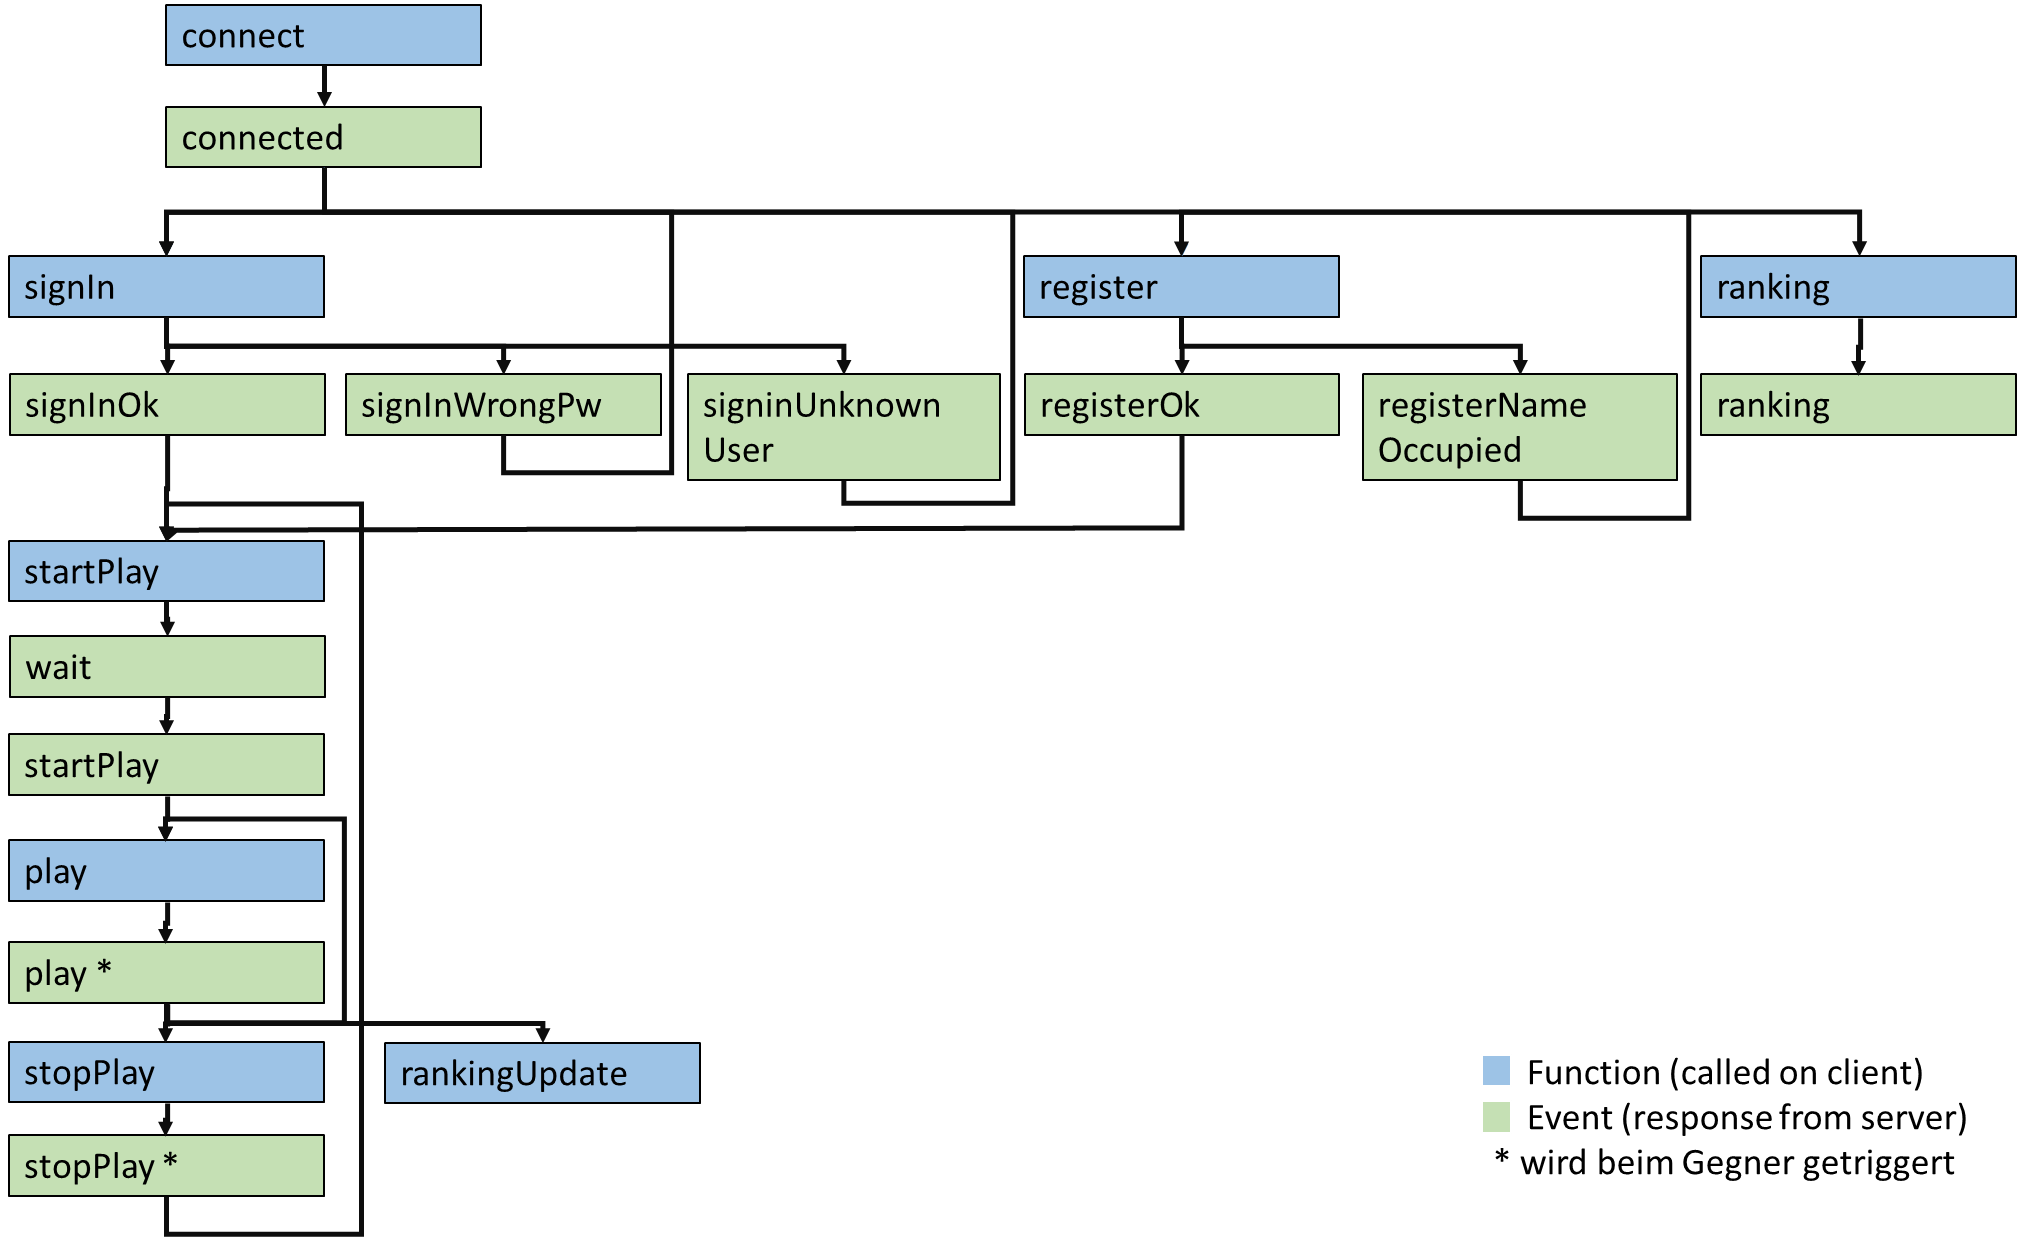 connect
connected
signIn
register
ranking
signInOk
signInWrongPw
signinUnknown
User
registerOk
registerName
Occupied
ranking
startPlay
wait
startPlay
play
play *
stopPlay
rankingUpdate
stopPlay *
Function (called on client)
Event (response from server)
* wird beim Gegner getriggert